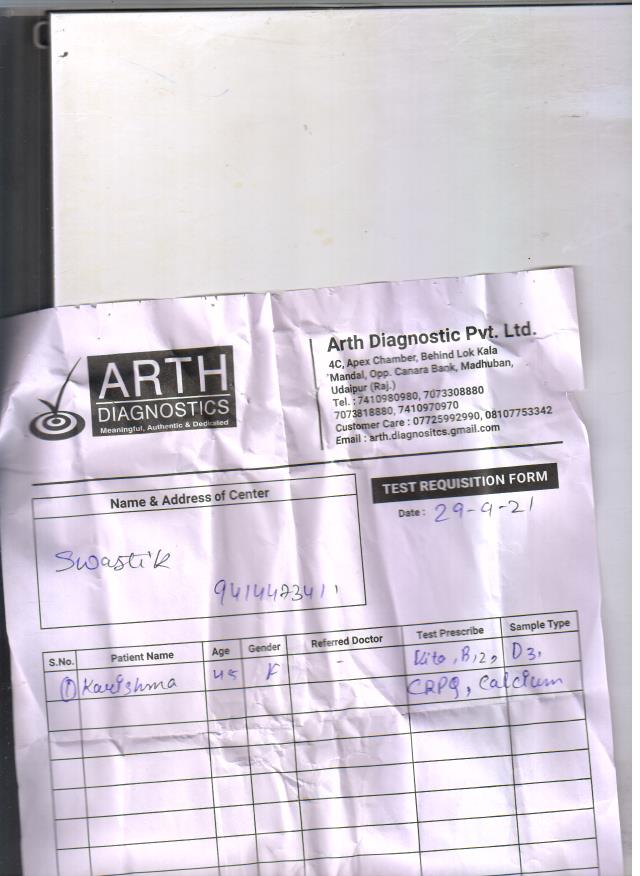 ARTH
DIAGNOSTICS
Meaningful, Authentic & Dedicated
Arth Diagnostic Pvt. Ltd.
4C, Apex Chamber, Behind Lok Kala
Mandal, Opp. Canara Bank, Madhuban,
Udaipur (Raj.)
Tel. : 7410980980, 7073308880
7073818880, 7410970970
Customer Care : 07725992990, 08107753342
Email : arth.diagnositcs.gmail.com
Name & Address of Center
TEST REQUISITION FORM
Date : 29-9-21
Swastik
9414473411
S.No. Patient Name Age Gender Referred Doctor Test Prescribe Sample Type
1 Karishma 45 F - B12, D3,
CRPQ, Calcium